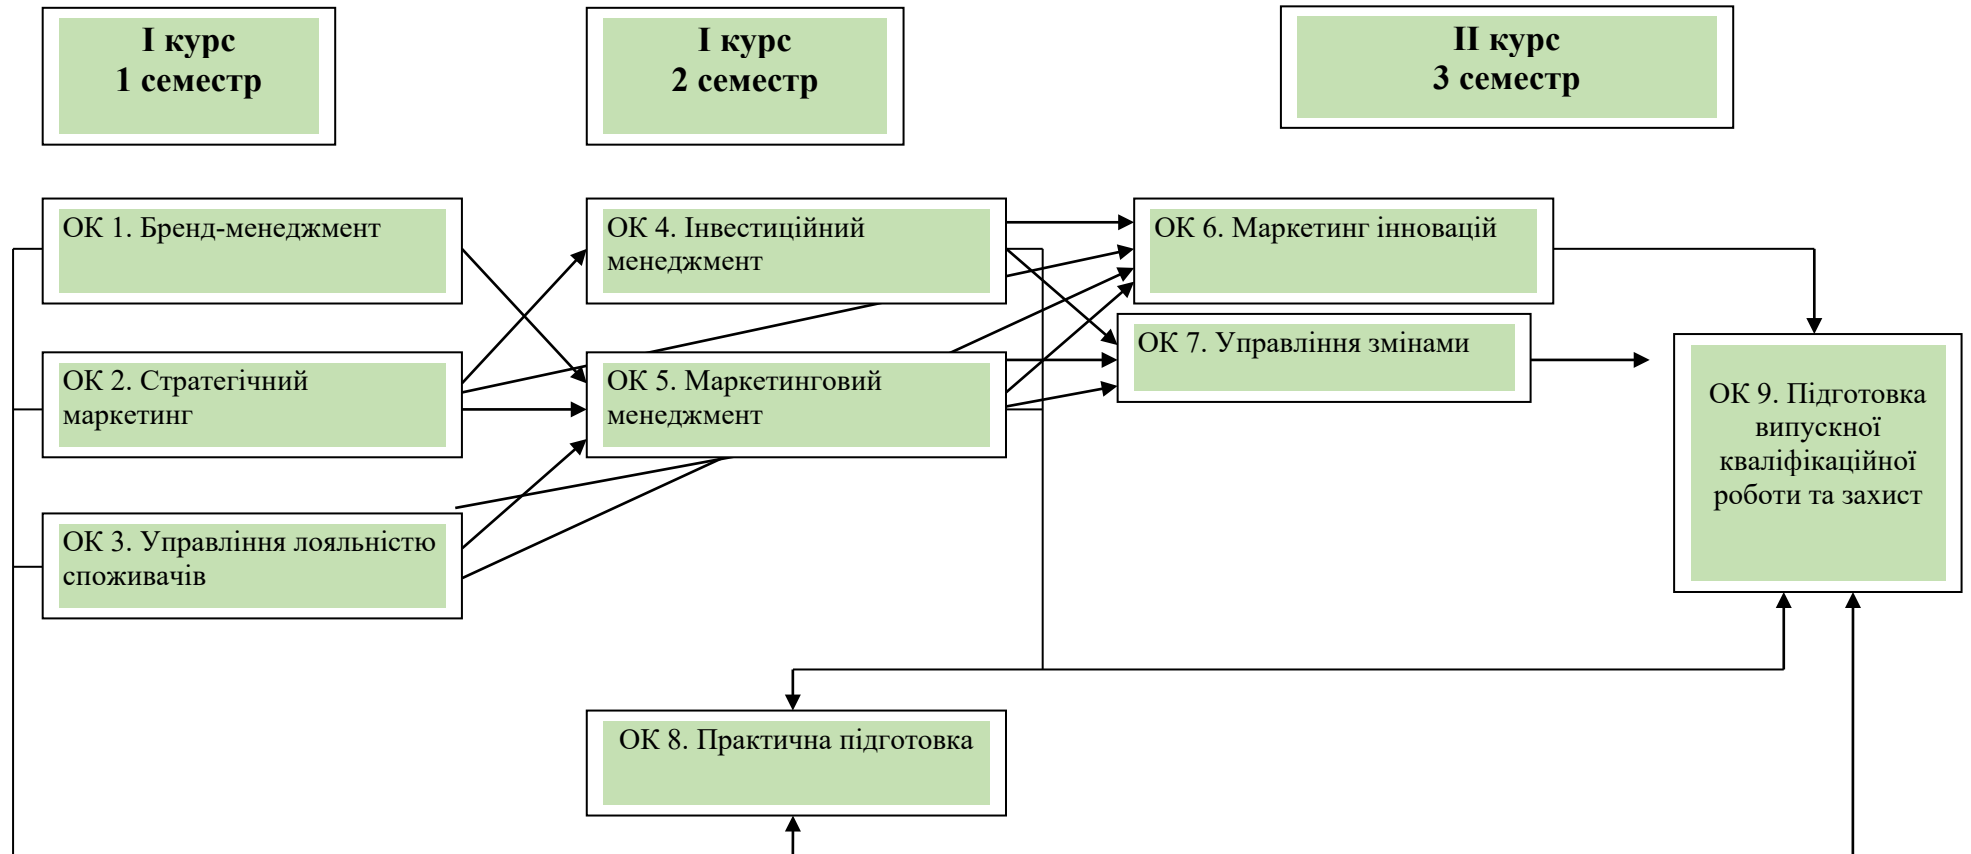 І курс
1 семестр
І курс
2 семестр
ІІ курс
3 семестр
ОК 1. Бренд-менеджмент
ОК 4. Інвестиційний
менеджмент
ОК 6. Маркетинг інновацій
ОК 2. Стратегічний
маркетинг
ОК 5. Маркетинговий
менеджмент
ОК 7. Управління змінами
ОК 3. Управління лояльністю
споживачів
ОК 9. Підготовка
випускної
кваліфікаційної
роботи та захист
ОК 8. Практична підготовка